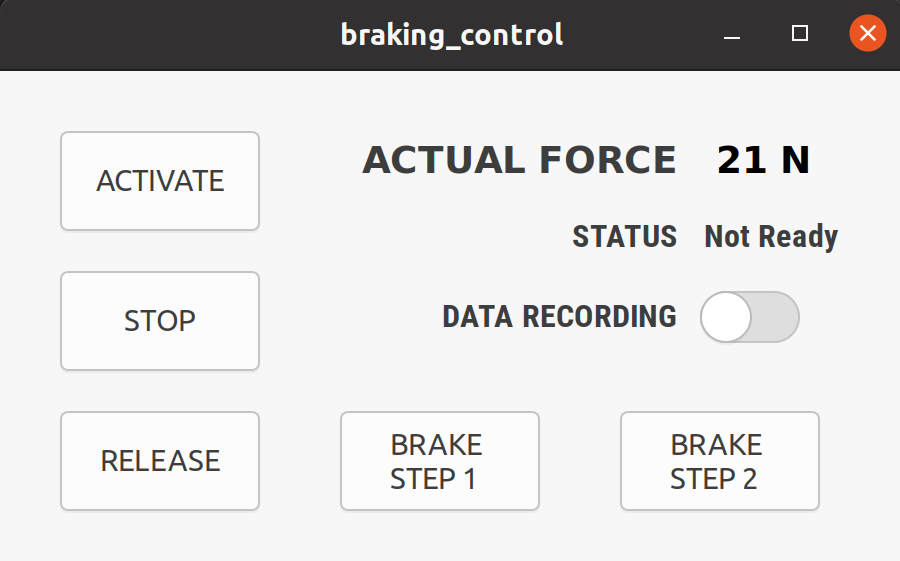 braking_control
ACTIVATE
ACTUAL FORCE 21 N
STATUS Not Ready
STOP
DATA RECORDING
RELEASE
BRAKE
STEP 1
BRAKE
STEP 2